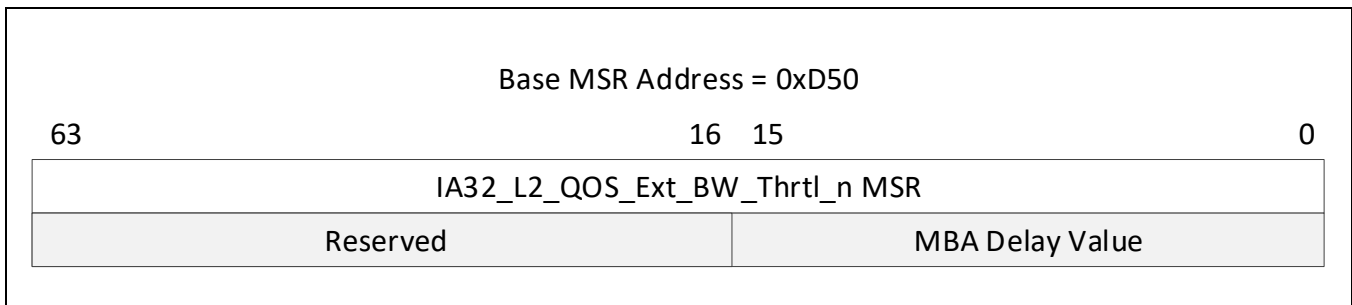 Base MSR Address = 0xD50
63 16 15 0
IA32_L2_QOS_Ext_BW_Thrtl_n MSR
Reserved MBA Delay Value